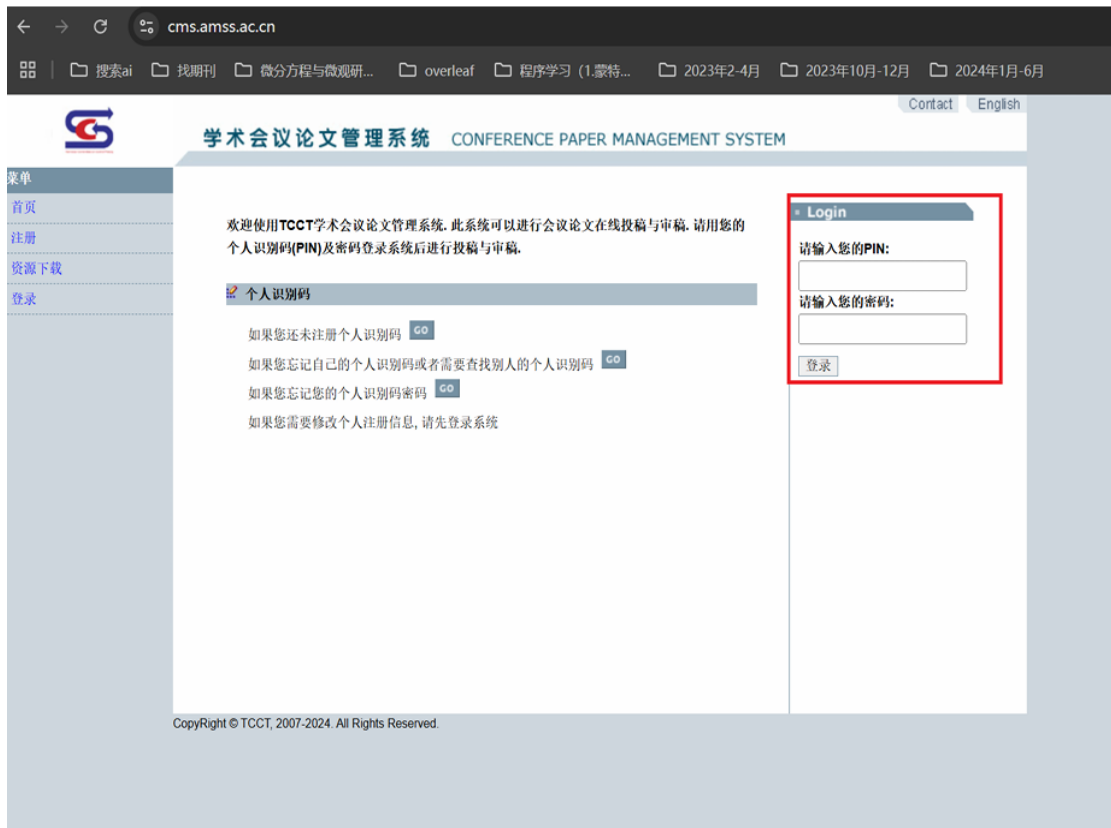 cms.amss.ac.cn
搜索ai 找期刊 微分方程与微观研... overleaf 程序学习 (1.蒙特... 2023年2-4月 2023年10月-12月 2024年1月-6月
Contact English
学术会议论文管理系统 CONFERENCE PAPER MANAGEMENT SYSTEM
菜单
首页
注册
资源下载
登录
欢迎使用TCCT学术会议论文管理系统. 此系统可以进行会议论文在线投稿与审稿. 请用您的
个人识别码(PIN)及密码登录系统后进行投稿与审稿.
个人识别码
如果您还未注册个人识别码 GO
如果您忘记自己的个人识别码或者需要查找别人的个人识别码 GO
如果您忘记您的个人识别码密码 GO
如果您需要修改个人注册信息, 请先登录系统
Login
请输入您的PIN:
请输入您的密码:
登录
CopyRight © TCCT, 2007-2024. All Rights Reserved.